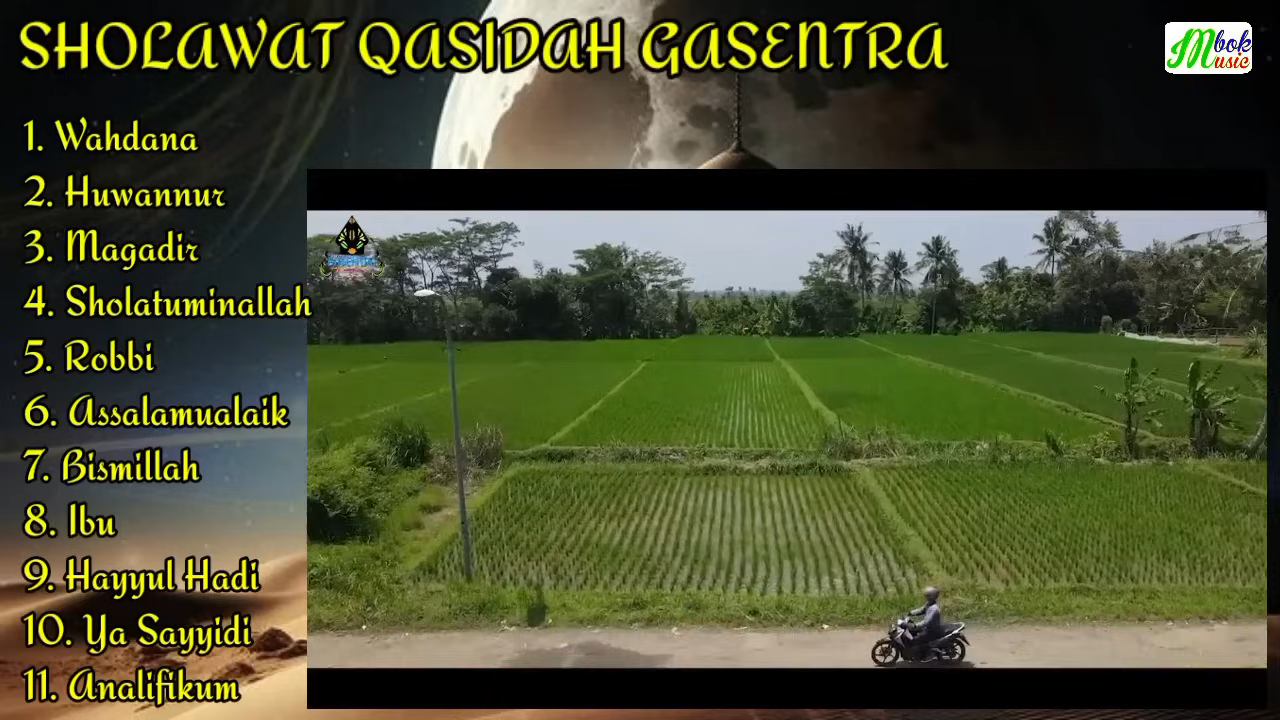 SHOLAWAT QASIDAH GASENTRA
Mbok
Music
1. Wahdana
2. Huwannur
3. Magadir
4. Sholatuminallah
5. Robbi
6. Assalamualaik
7. Bismillah
8. Ibu
9. Hayyul Hadi
10. Ya Sayyidi
11. Analifikum
GASENTRA